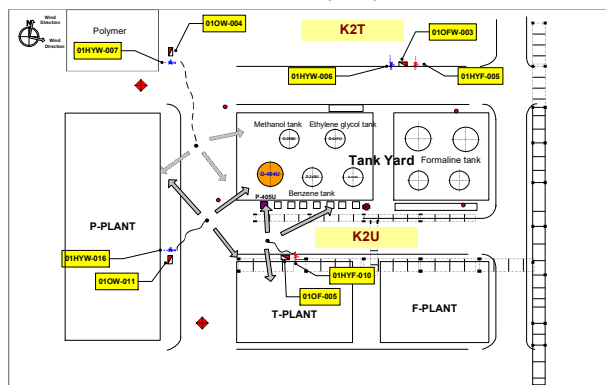 Wind
Direction
Wind
Direction
Polymer
01OW-004
01HYW-007
K2T
01OFW-003
01HYW-006
01HYF-005
Methanol tank
Ethylene glycol tank
Tank Yard
Formaline tank
D-404U
Benzene tank
P-405U
P-PLANT
K2U
01HYW-016
01OW-011
01HYF-010
01OF-005
T-PLANT
F-PLANT